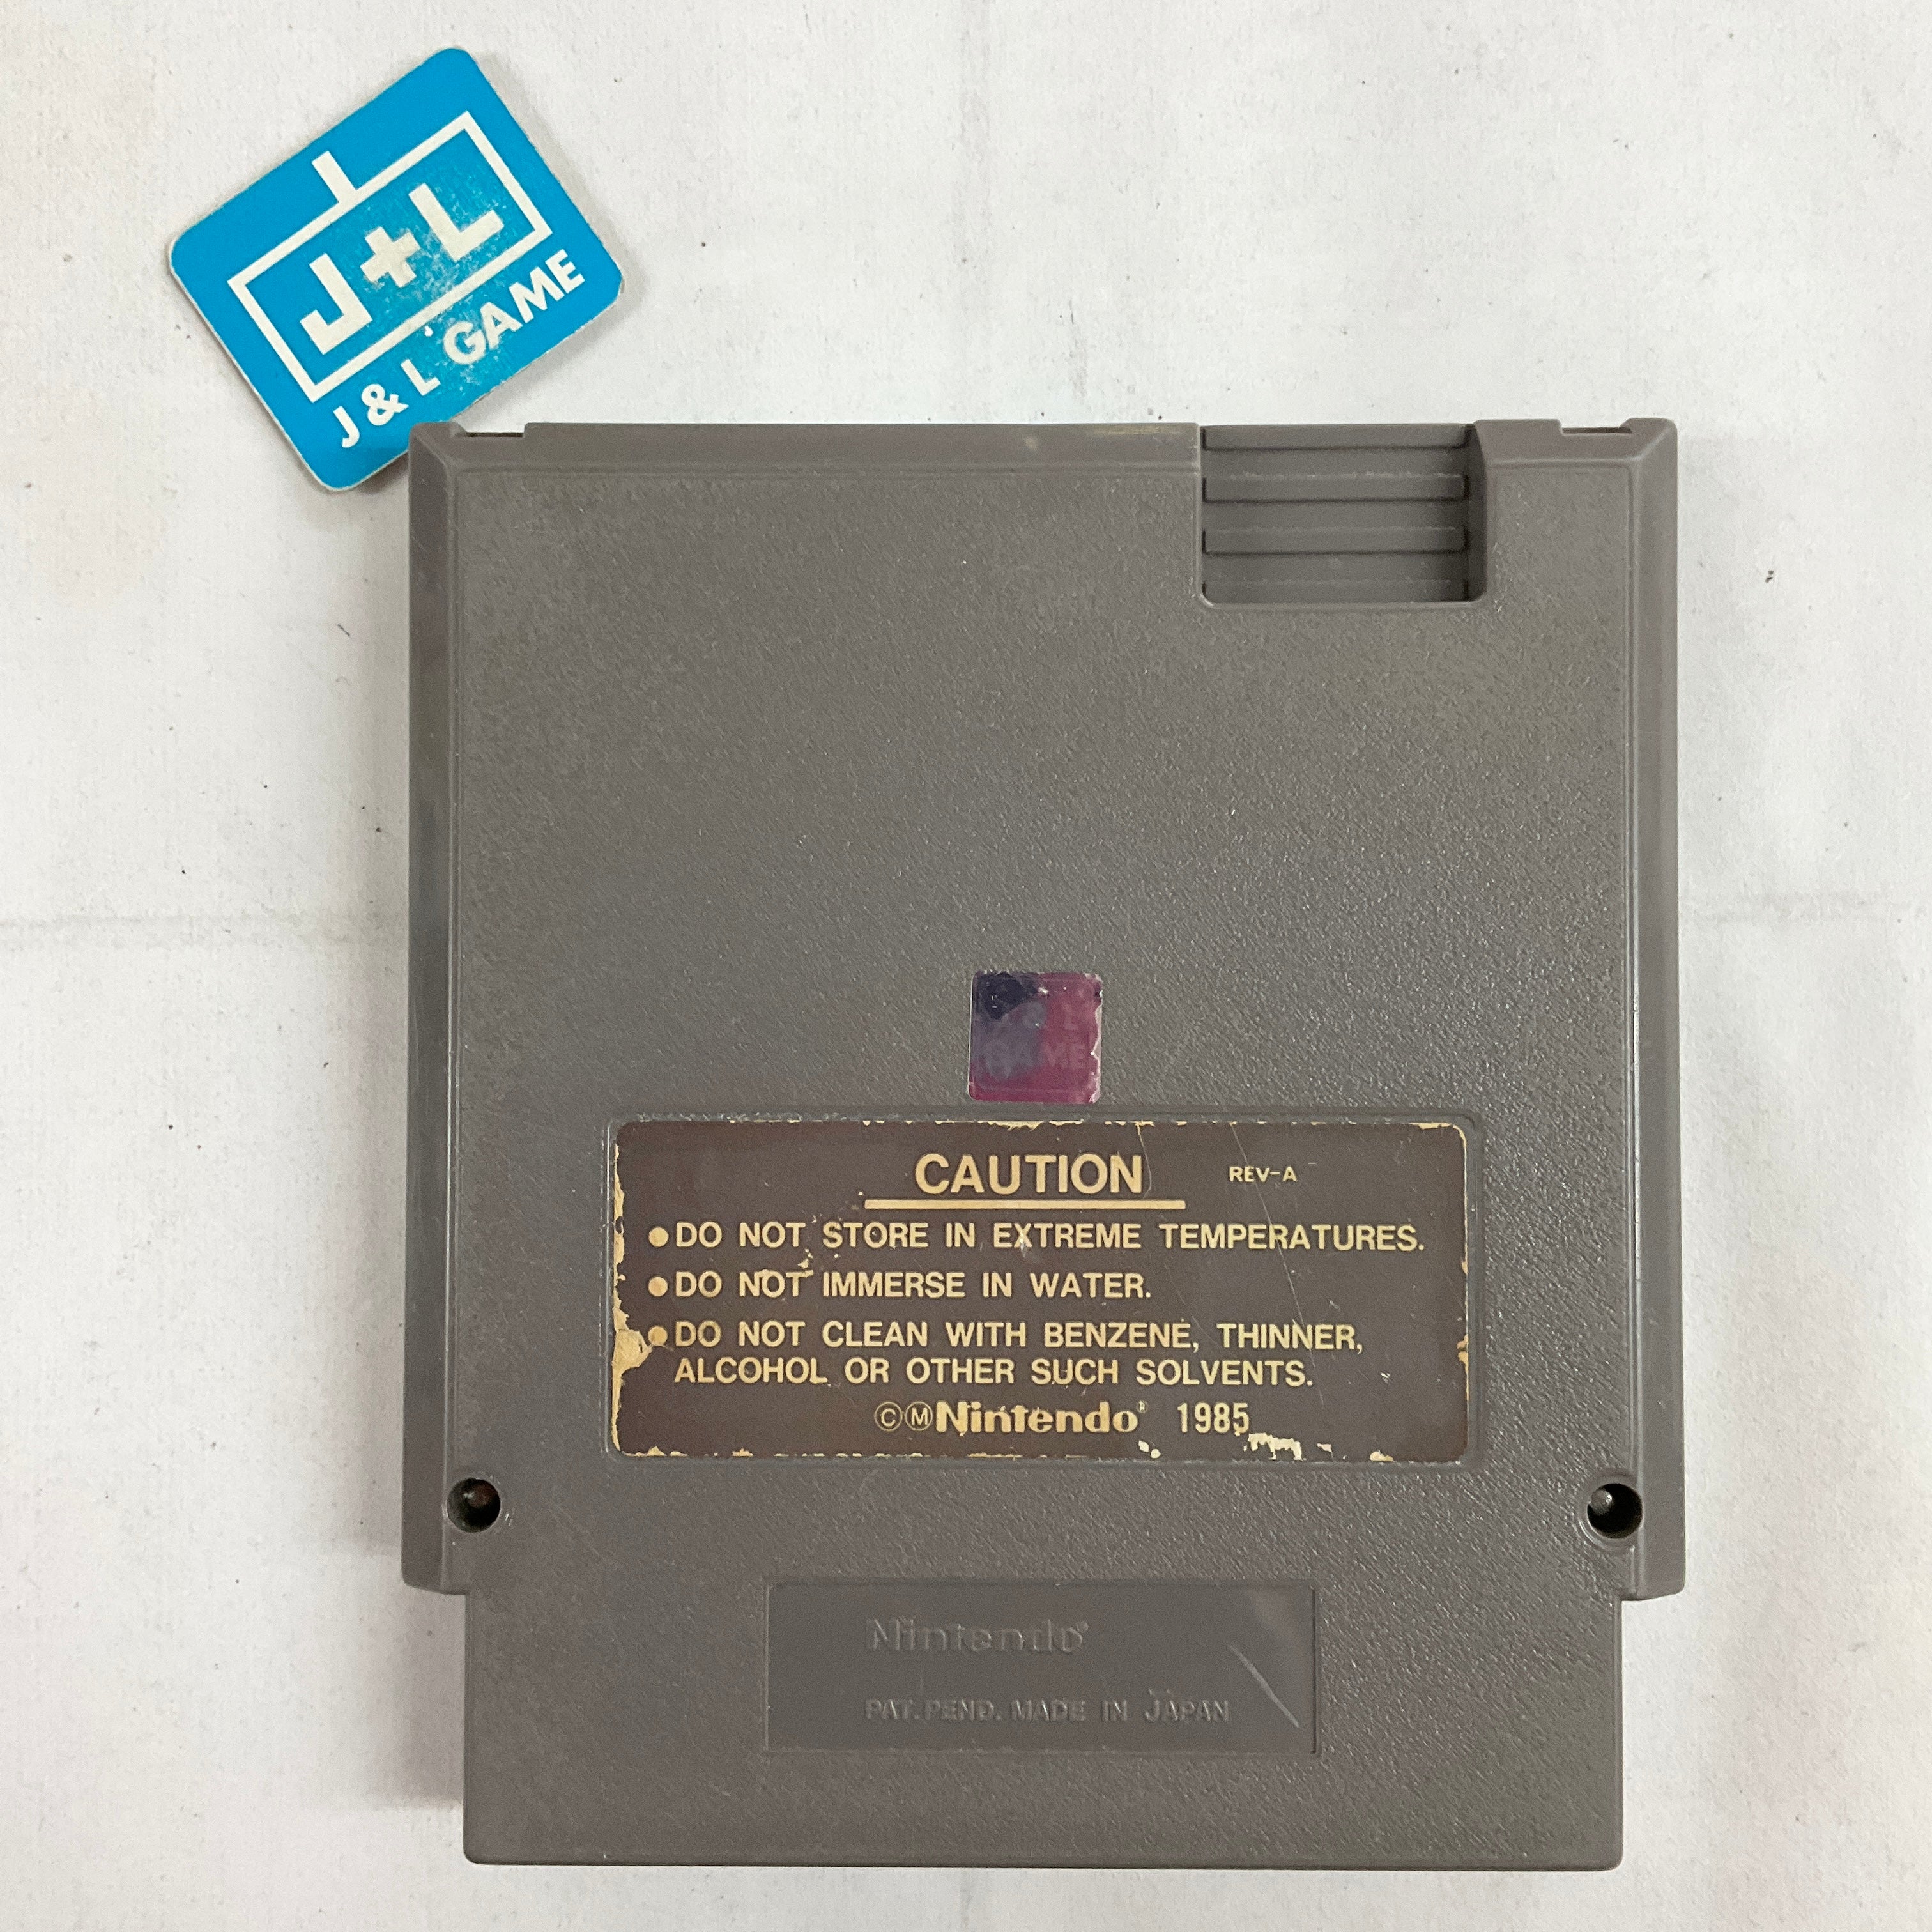 J+L
J & L GAME
J & L
GAME
CAUTION REV-A
●DO NOT STORE IN EXTREME TEMPERATURES.
●DO NOT IMMERSE IN WATER.
●DO NOT CLEAN WITH BENZENE, THINNER,
ALCOHOL OR OTHER SUCH SOLVENTS.
©ⓂNintendo® 1985
Nintendo®
PAT. PEND. MADE IN JAPAN